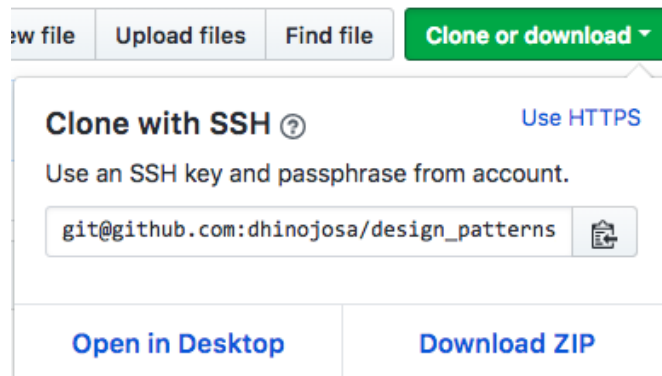 ew file Upload files Find file Clone or download
Clone with SSH ?
Use HTTPS
Use an SSH key and passphrase from account.
git@github.com:dhinojosa/design_patterns
Open in Desktop Download ZIP